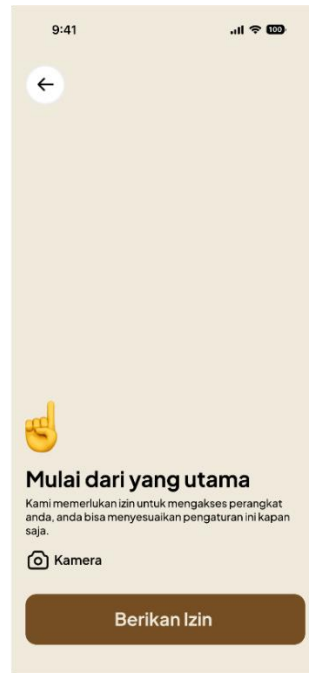 9:41
100
Mulai dari yang utama
Kami memerlukan izin untuk mengakses perangkat
anda, anda bisa menyesuaikan pengaturan ini kapan
saja.
Kamera
Berikan Izin